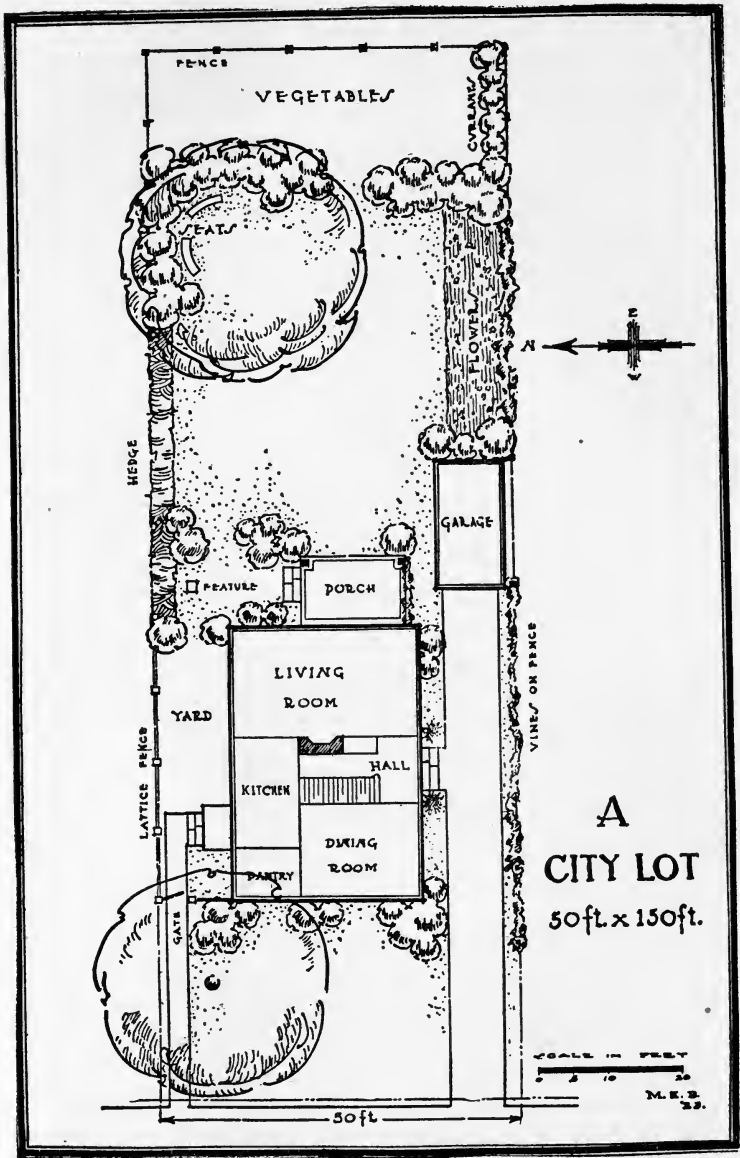 FENCE
VEGETABLES
CURRANTS
SEATS
FLOWERS
N
HEDGE
GARAGE
FEATURE
PORCH
LIVING
ROOM
VINES ON FENCE
YARD
LATTICE FENCE
HALL
KITCHEN
DINING
ROOM
PANTRY
GATE
A
CITY LOT
50ft. x 150ft.
SCALE IN FEET
0 5 10 20
M.E.B.
23.
50ft